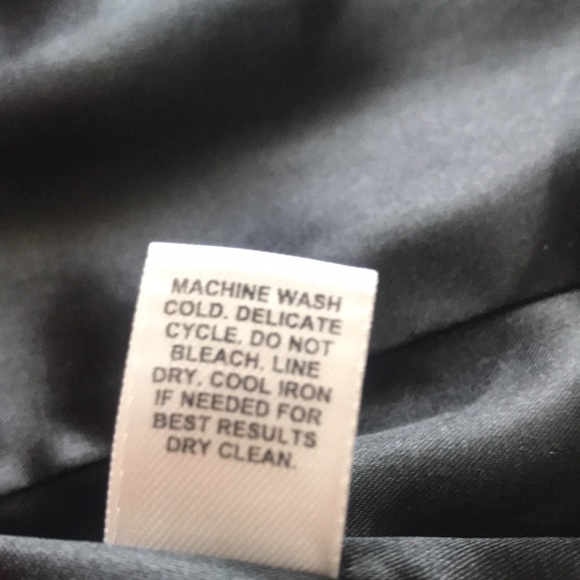 MACHINE WASH
COLD. DELICATE
CYCLE. DO NOT
BLEACH. LINE
DRY. COOL IRON
IF NEEDED FOR
BEST RESULTS
DRY CLEAN.